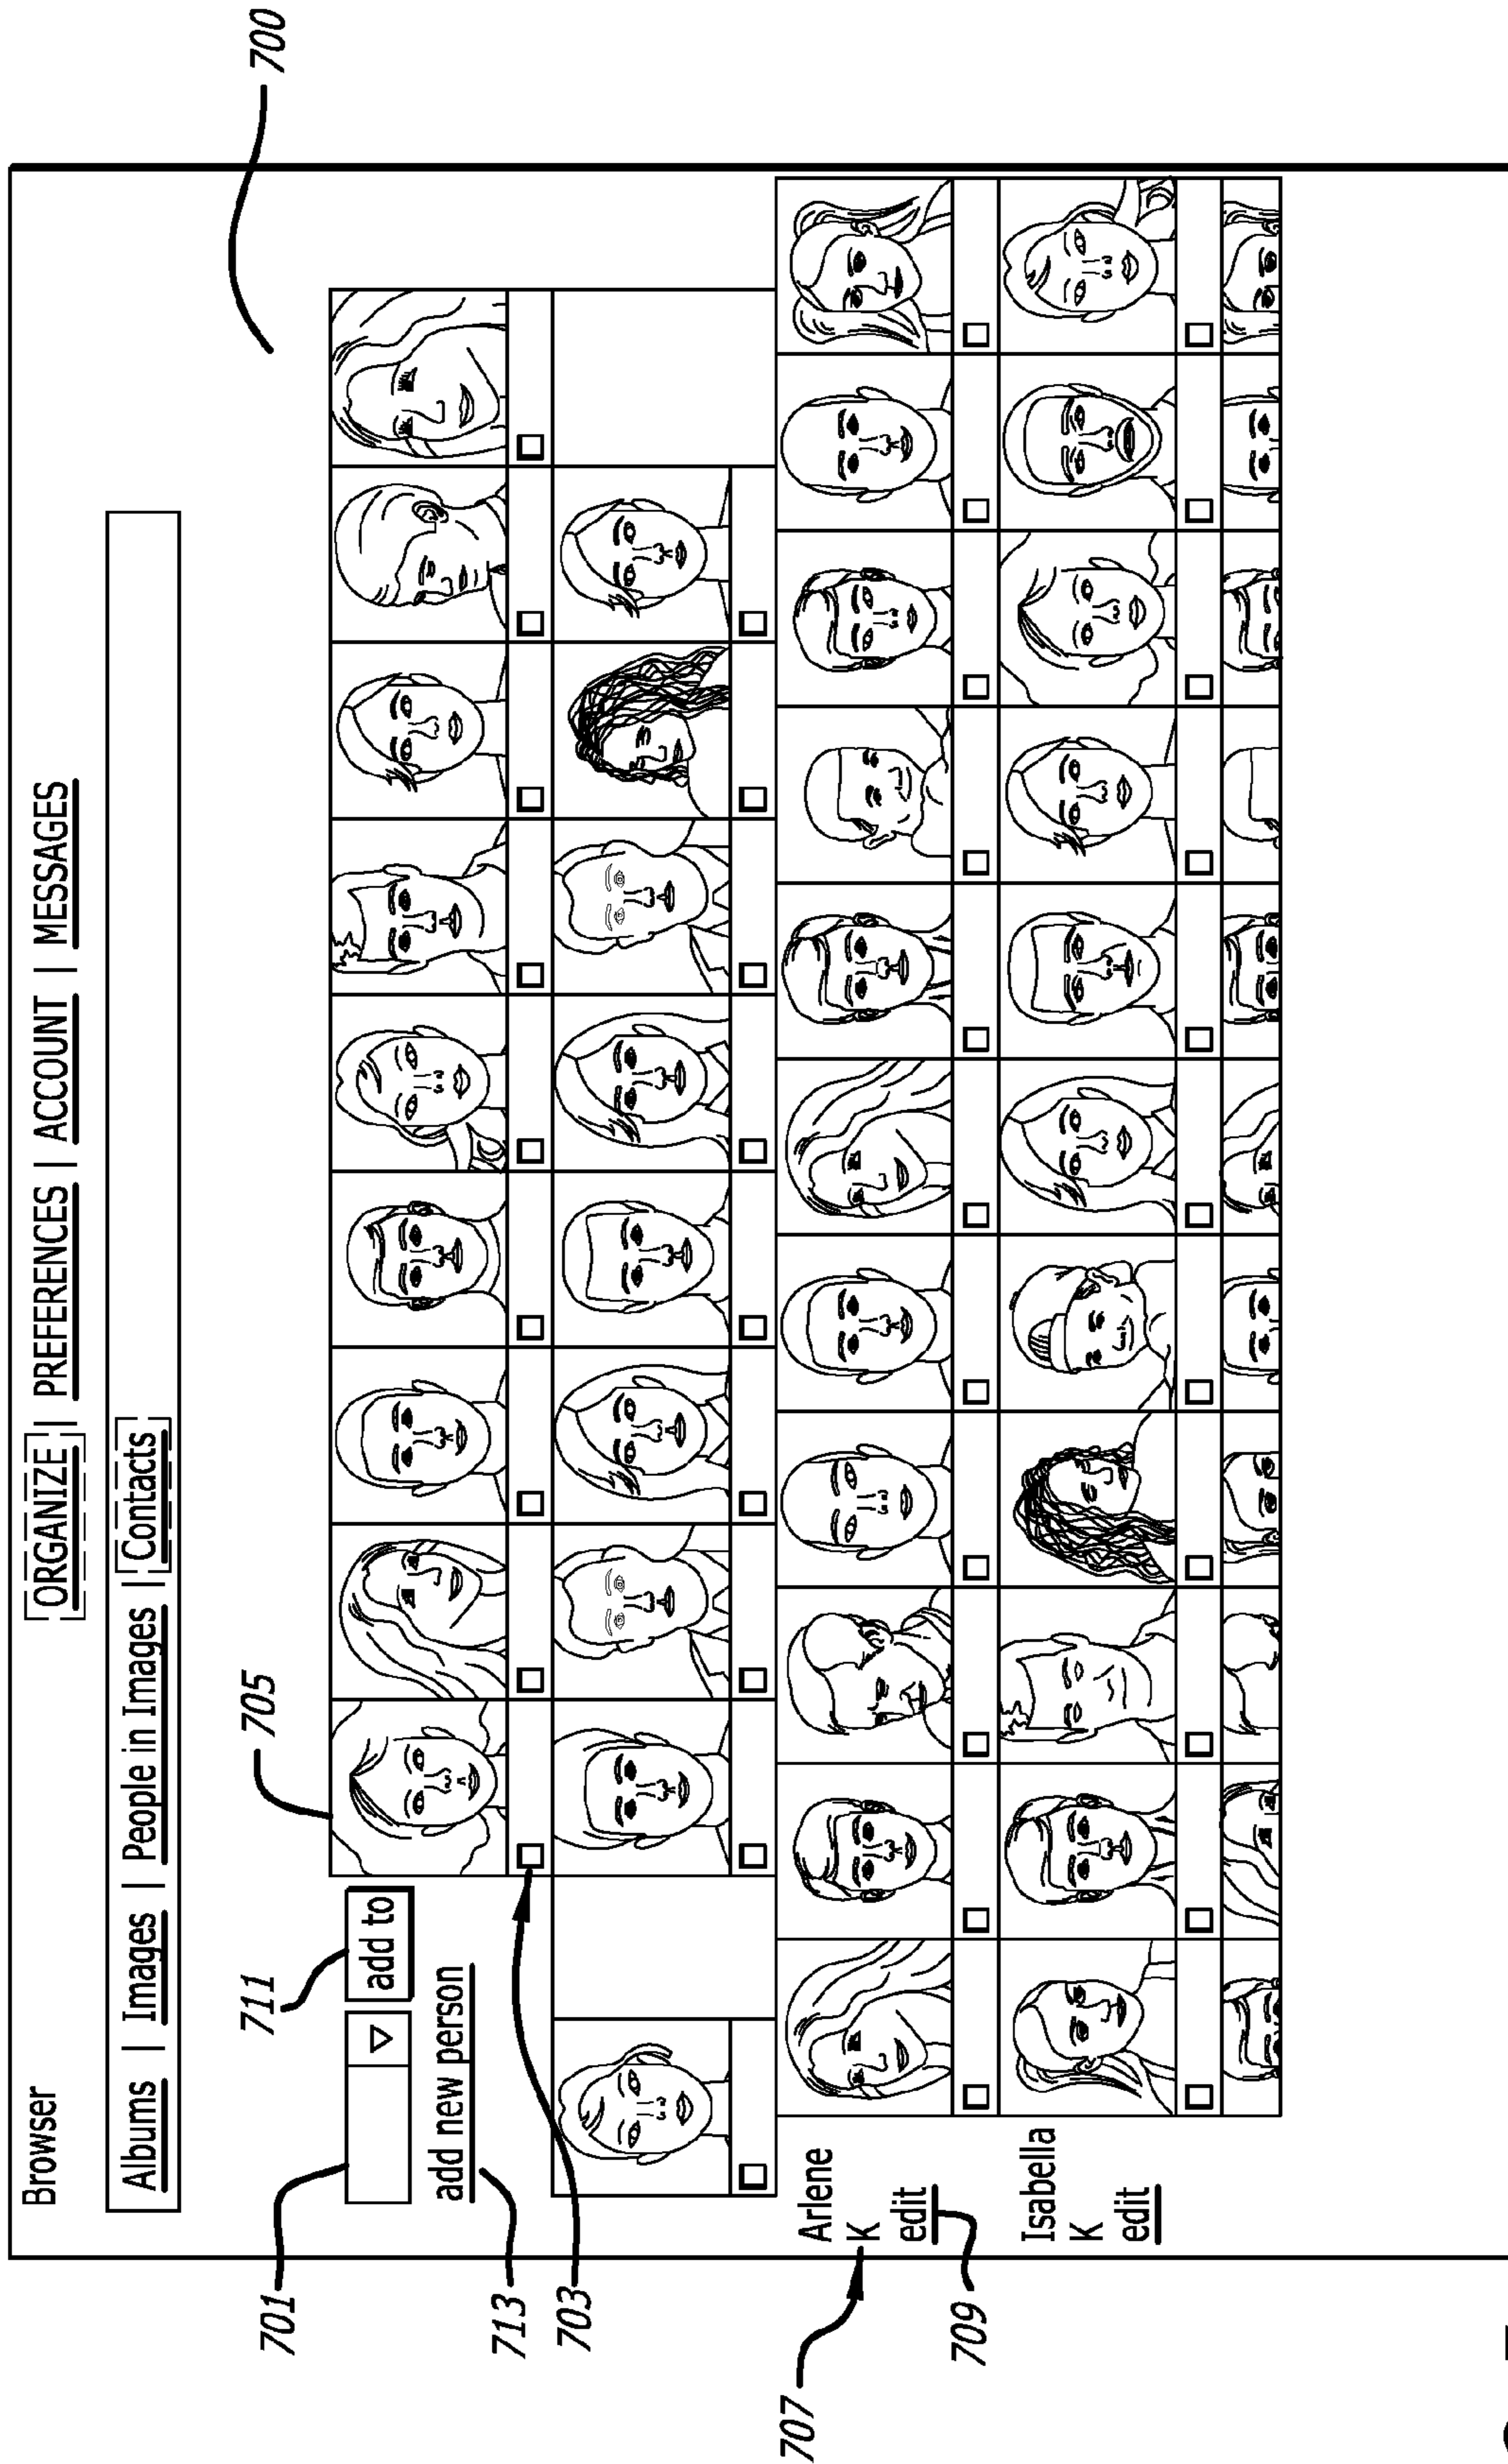 700
Browser
ORGANIZE | PREFERENCES | ACCOUNT | MESSAGES
Albums | Images | People in Images | Contacts
711
705
701
add to
add new person
713
703
Arlene
K
edit
707
709
Isabella
K
edit